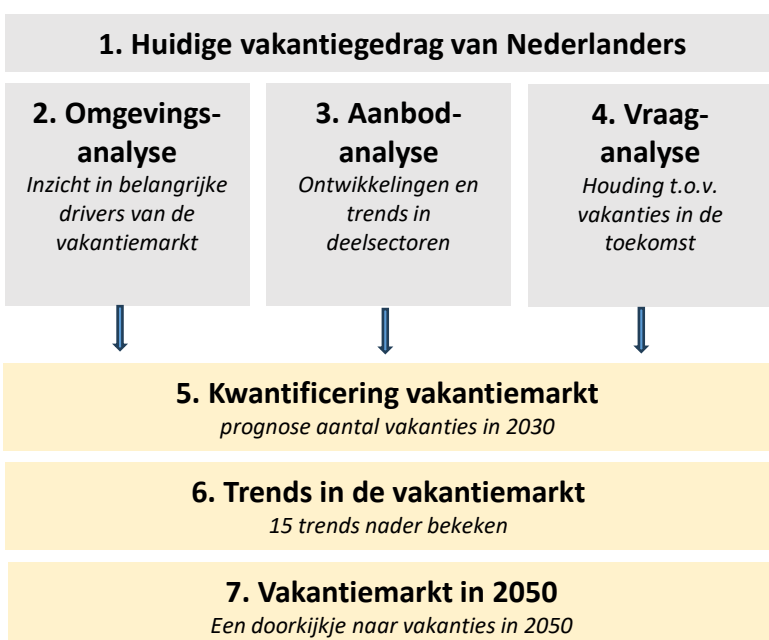 1. Huidige vakantiegedrag van Nederlanders
2. Omgevings-
analyse
Inzicht in belangrijke
drivers van de
vakantiemarkt
3. Aanbod-
analyse
Ontwikkelingen en
trends in
deelsectoren
4. Vraag-
analyse
Houding t.o.v.
vakanties in de
toekomst
5. Kwantificering vakantiemarkt
prognose aantal vakanties in 2030
6. Trends in de vakantiemarkt
15 trends nader bekeken
7. Vakantiemarkt in 2050
Een doorkijkje naar vakanties in 2050